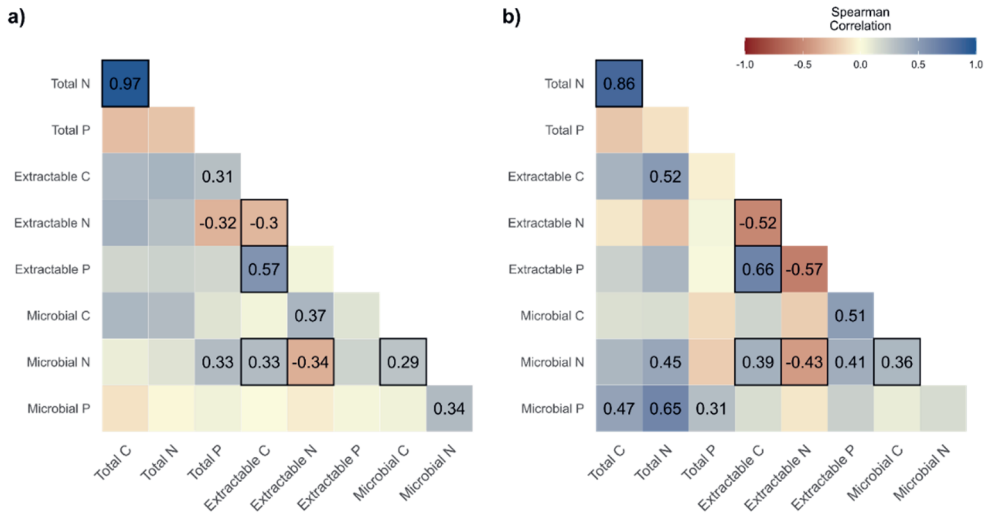 a)
Total N
0.97
Total P
Extractable C
0.31
Extractable N
-0.32
-0.3
Extractable P
0.57
Microbial C
0.37
Microbial N
0.33
0.33
-0.34
0.29
Microbial P
0.34
Total C
Total N
Total P
Extractable C
Extractable N
Extractable P
Microbial C
Microbial N
b)
Spearman
Correlation
-1.0
-0.5
0.0
0.5
1.0
Total N
0.86
Total P
Extractable C
0.52
Extractable N
-0.52
Extractable P
0.66
-0.57
Microbial C
0.51
Microbial N
0.45
0.39
-0.43
0.41
0.36
Microbial P
0.47
0.65
0.31
Total C
Total N
Total P
Extractable C
Extractable N
Extractable P
Microbial C
Microbial N